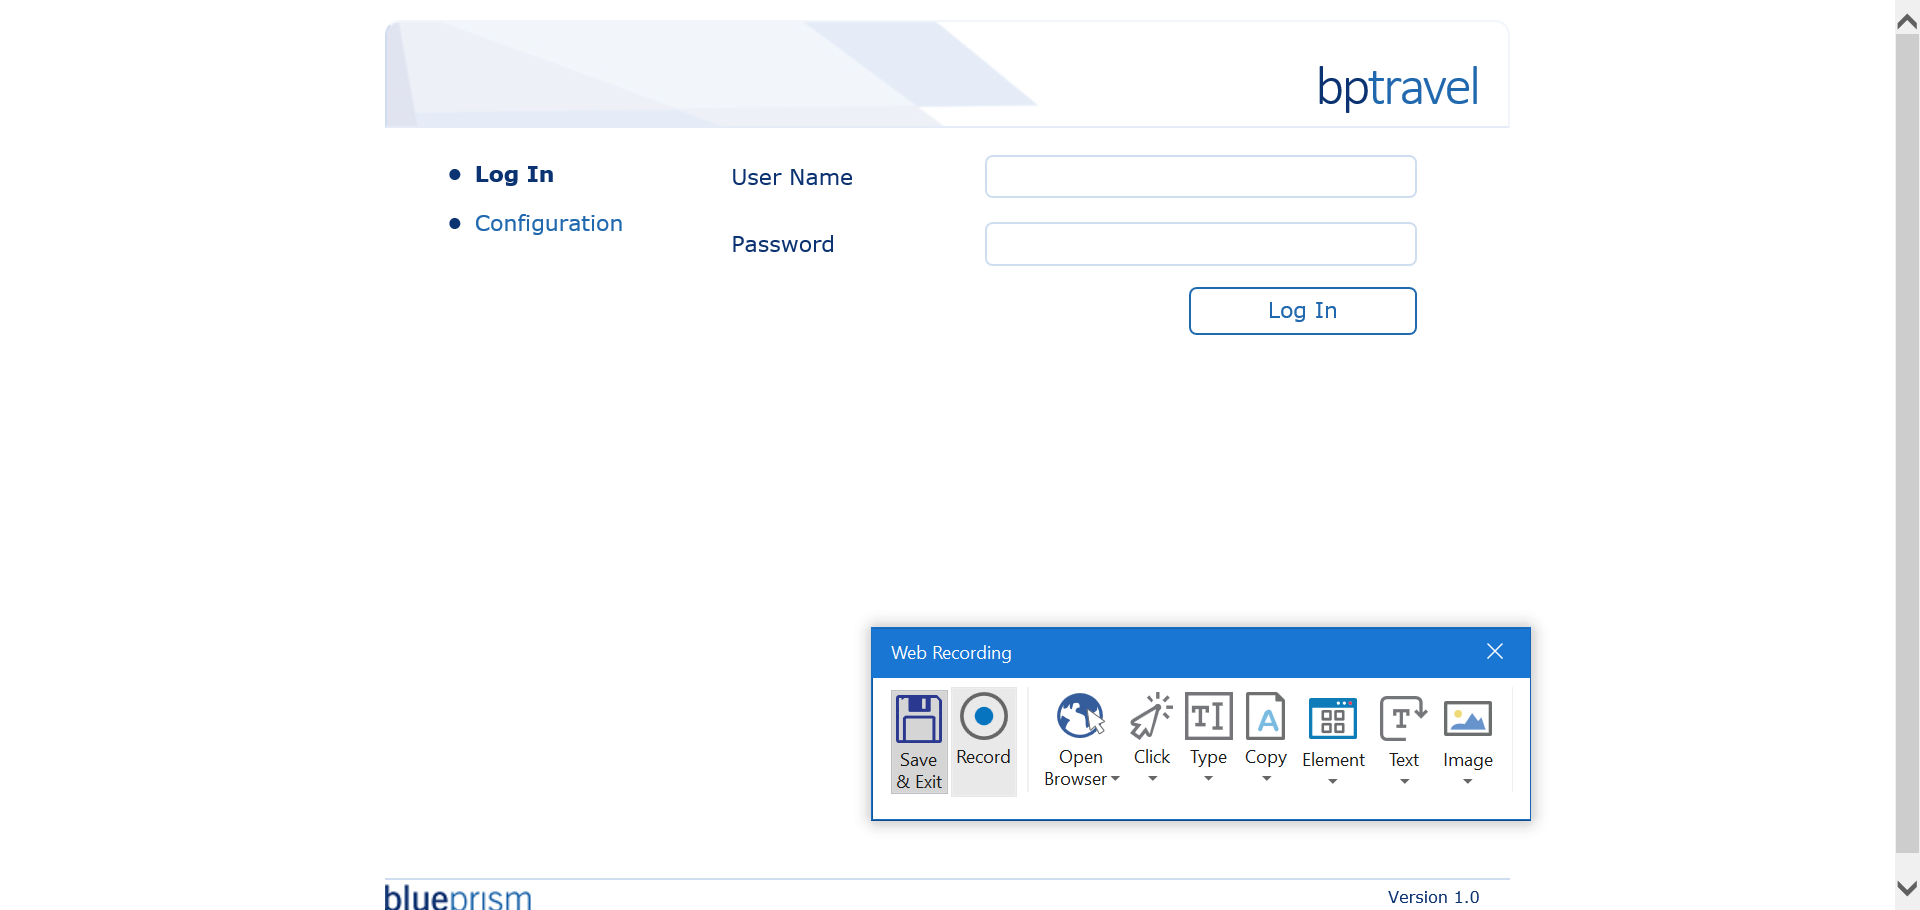 bptravel
Log In
Configuration
User Name
Password
Log In
Web Recording
Save & Exit
Record
Open Browser
Click
Type
Copy
Element
Text
Image
blueprism
Version 1.0